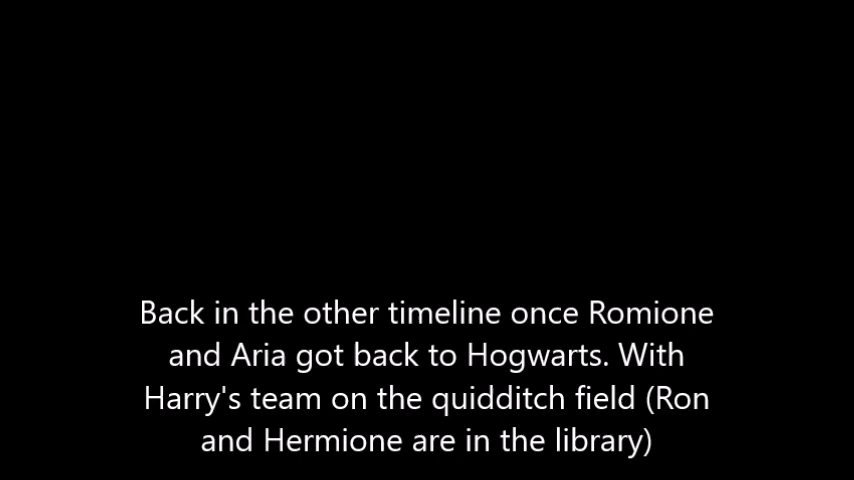 Back in the other timeline once Romione
and Aria got back to Hogwarts. With
Harry's team on the quidditch field (Ron
and Hermione are in the library)